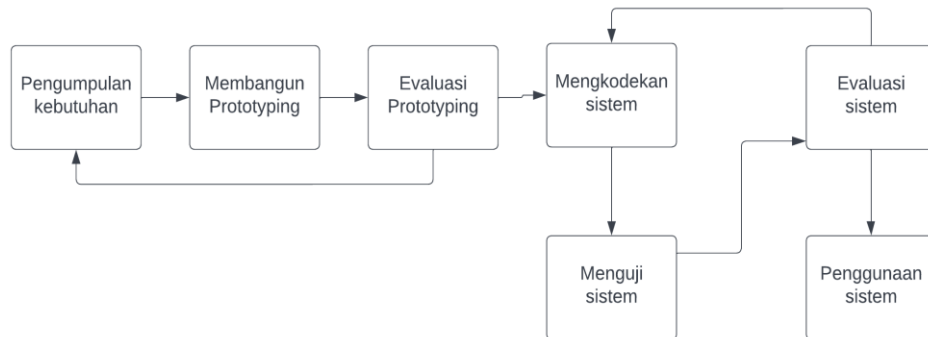 Pengumpulan
kebutuhan
Membangun
Prototyping
Evaluasi
Prototyping
Mengkodekan
sistem
Evaluasi
sistem
Menguji
sistem
Penggunaan
sistem